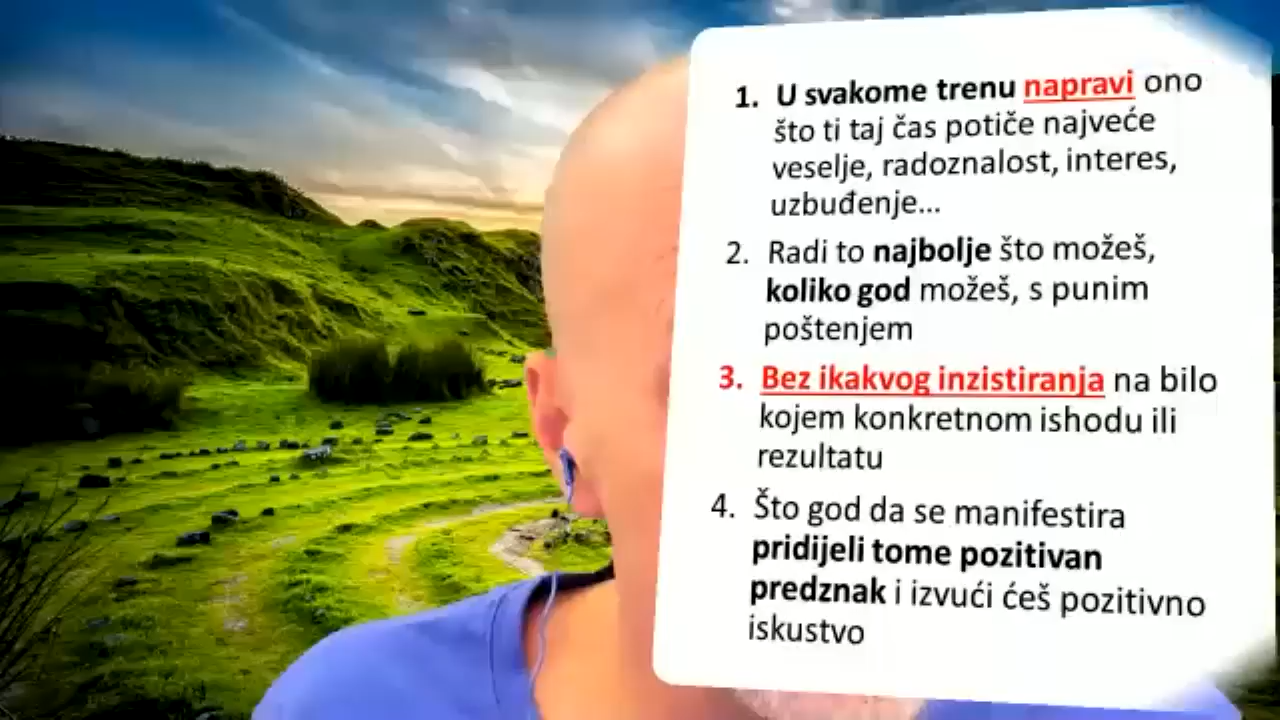 1. U svakome trenu napravi ono
što ti taj čas potiče najveće
veselje, radoznalost, interes,
uzbuđenje...
2. Radi to najbolje što možeš,
koliko god možeš, s punim
poštenjem
3. Bez ikakvog inzistiranja na bilo
kojem konkretnom ishodu ili
rezultatu
4. Što god da se manifestira
pridijeli tome pozitivan
predznak i izvući ćeš pozitivno
iskustvo